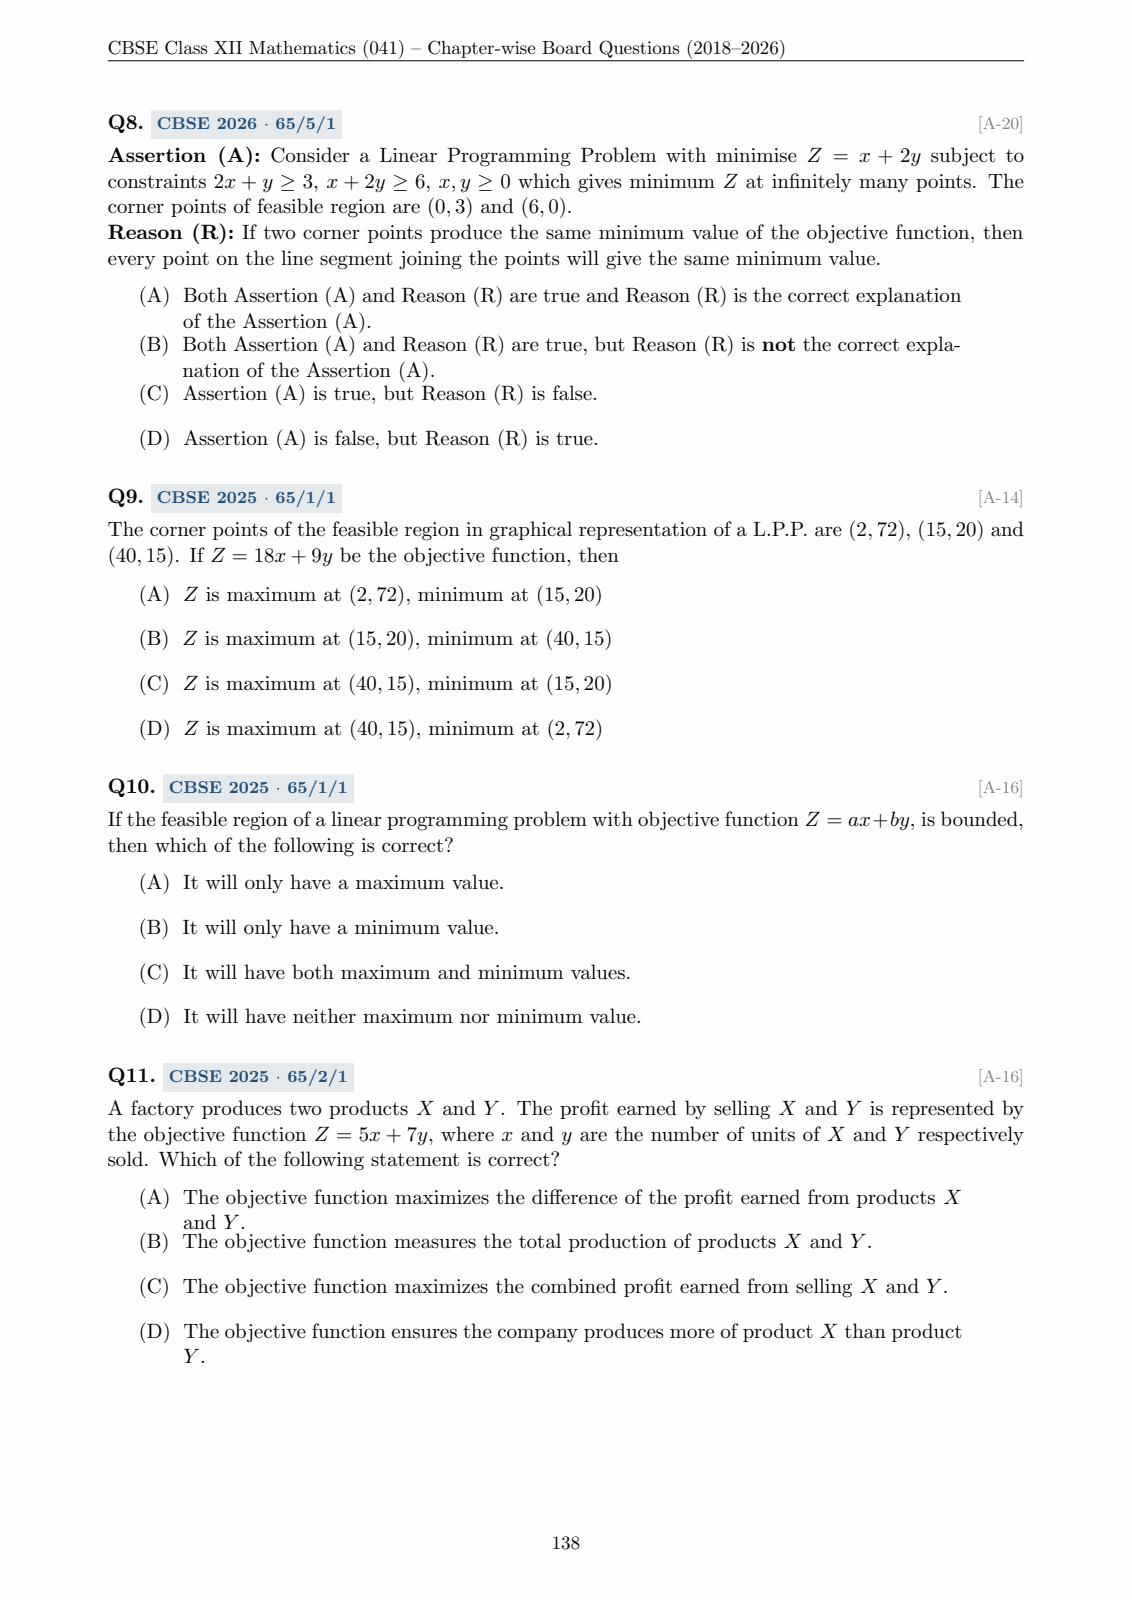 CBSE Class XII Mathematics (041) – Chapter-wise Board Questions (2018–2026)
Q8. CBSE 2026 · 65/5/1 [A-20]
Assertion (A): Consider a Linear Programming Problem with minimise Z = x + 2y subject to
constraints 2x + y ≥ 3, x + 2y ≥ 6, x, y ≥ 0 which gives minimum Z at infinitely many points. The
corner points of feasible region are (0, 3) and (6, 0).
Reason (R): If two corner points produce the same minimum value of the objective function, then
every point on the line segment joining the points will give the same minimum value.
(A) Both Assertion (A) and Reason (R) are true and Reason (R) is the correct explanation
of the Assertion (A).
(B) Both Assertion (A) and Reason (R) are true, but Reason (R) is not the correct expla-
nation of the Assertion (A).
(C) Assertion (A) is true, but Reason (R) is false.
(D) Assertion (A) is false, but Reason (R) is true.
Q9. CBSE 2025 · 65/1/1 [A-14]
The corner points of the feasible region in graphical representation of a L.P.P. are (2, 72), (15, 20) and
(40, 15). If Z = 18x + 9y be the objective function, then
(A) Z is maximum at (2, 72), minimum at (15, 20)
(B) Z is maximum at (15, 20), minimum at (40, 15)
(C) Z is maximum at (40, 15), minimum at (15, 20)
(D) Z is maximum at (40, 15), minimum at (2, 72)
Q10. CBSE 2025 · 65/1/1 [A-16]
If the feasible region of a linear programming problem with objective function Z = ax+by, is bounded,
then which of the following is correct?
(A) It will only have a maximum value.
(B) It will only have a minimum value.
(C) It will have both maximum and minimum values.
(D) It will have neither maximum nor minimum value.
Q11. CBSE 2025 · 65/2/1 [A-16]
A factory produces two products X and Y. The profit earned by selling X and Y is represented by
the objective function Z = 5x + 7y, where x and y are the number of units of X and Y respectively
sold. Which of the following statement is correct?
(A) The objective function maximizes the difference of the profit earned from products X
and Y.
(B) The objective function measures the total production of products X and Y.
(C) The objective function maximizes the combined profit earned from selling X and Y.
(D) The objective function ensures the company produces more of product X than product
Y.
138